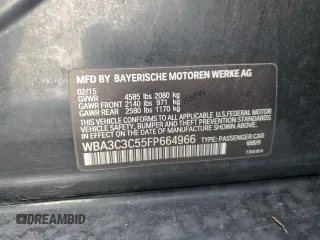 MFD BY BAYERISCHE MOTOREN WERKE AG
02/15
GVWR 4585 lbs 2080 kg
GAWR FRONT 2140 lbs 971 kg
GAWR REAR 2580 lbs 1170 kg
THIS VEHICLE CONFORMS TO ALL APPLICABLE
U.S. FEDERAL MOTOR VEHICLE SAFETY, BUMPER,
AND THEFT PREVENTION STANDARDS IN
EFFECT ON THE DATE OF MANUFACTURE SHOWN ABOVE.
WBA3C3C55FP664966 TYPE: PASSENGER CAR
DREAMBID